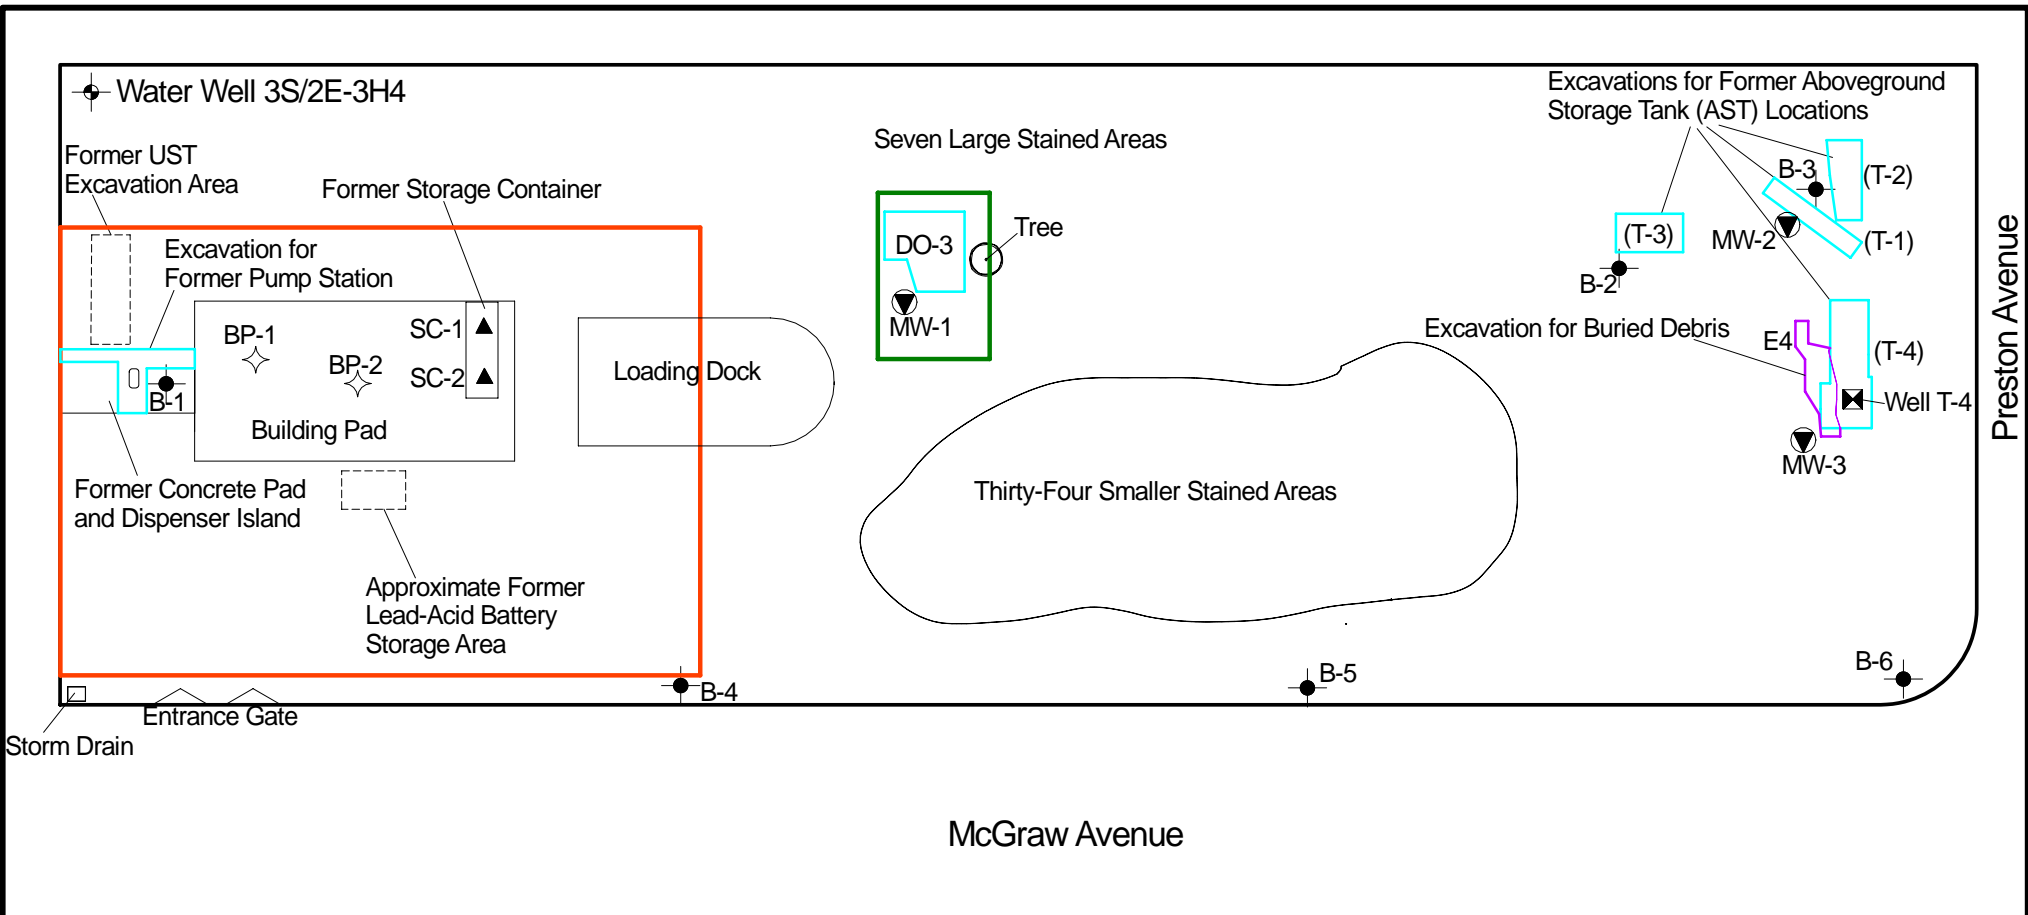 Water Well 3S/2E-3H4
Former UST
Excavation Area
Former Storage Container
Excavation for
Former Pump Station
BP-1
BP-2
SC-1
SC-2
B-1
Building Pad
Loading Dock
Former Concrete Pad
and Dispenser Island
Approximate Former
Lead-Acid Battery
Storage Area
Entrance Gate
Storm Drain
B-4
Seven Large Stained Areas
DO-3
Tree
MW-1
Thirty-Four Smaller Stained Areas
Excavations for Former Aboveground
Storage Tank (AST) Locations
B-3
(T-2)
(T-3)
MW-2
(T-1)
B-2
Excavation for Buried Debris
E4
(T-4)
Well T-4
MW-3
B-5
B-6
Preston Avenue
McGraw Avenue